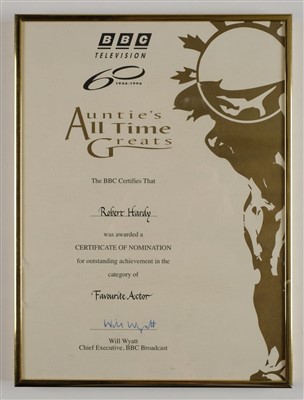 BBC
TELEVISION
60
1936-1996
Auntie's
All Time
Greats
The BBC Certifies That
Robert Hardy
was awarded a
CERTIFICATE OF NOMINATION
for outstanding achievement in the
category of
Favourite Actor
Will Wyatt
Will Wyatt
Chief Executive, BBC Broadcast